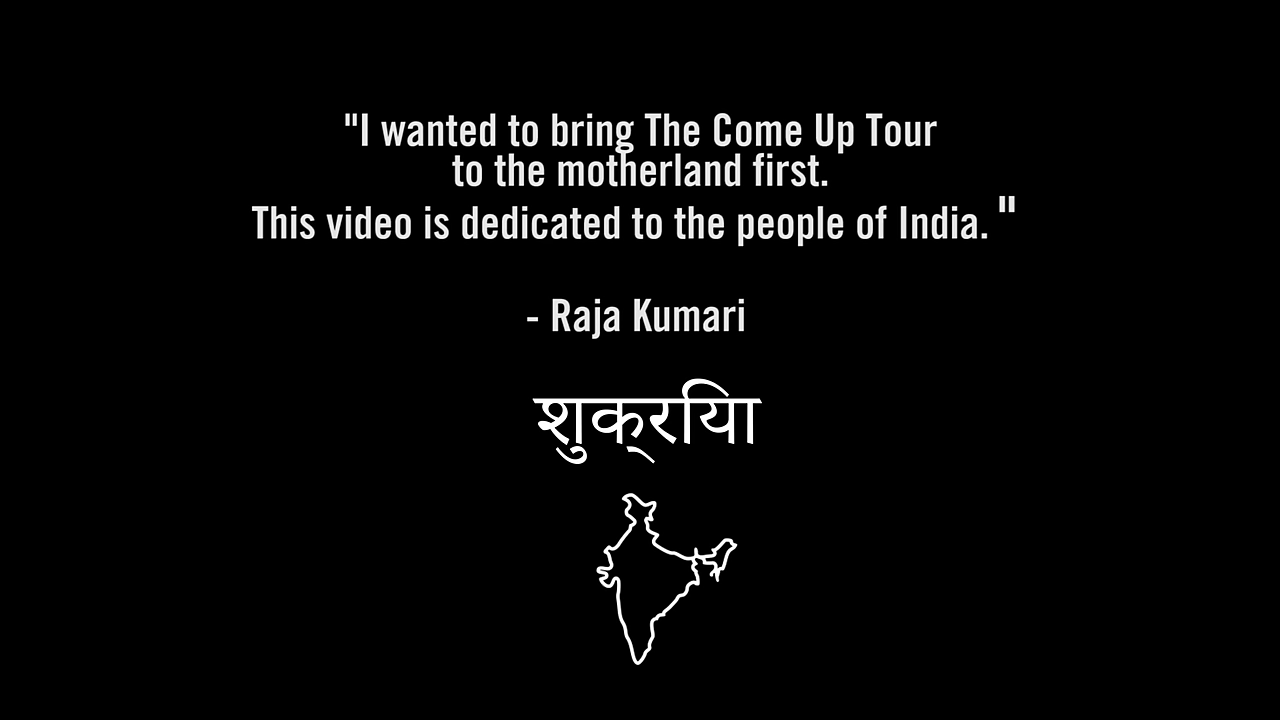 "I wanted to bring The Come Up Tour
to the motherland first.
This video is dedicated to the people of India."
- Raja Kumari
शुक्‌रयिा